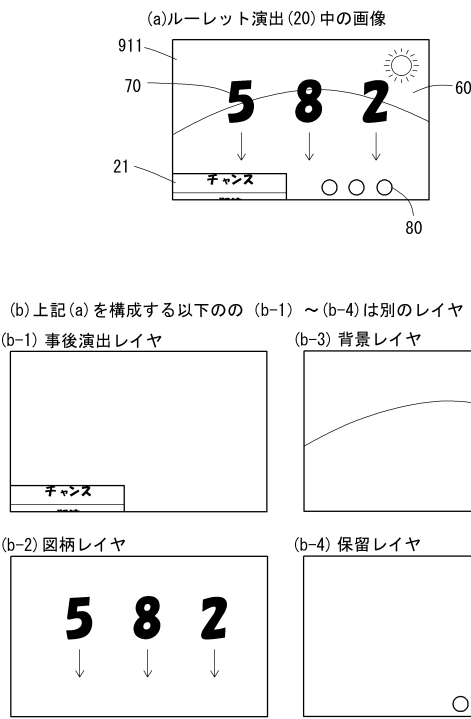 (a)ルーレット演出(20)中の画像
911
70
5 8 2
60
21
チャンス
80
(b)上記(a)を構成する以下のの (b-1) ~(b-4)は別のレイヤ
(b-1) 事後演出レイヤ
(b-3) 背景レイヤ
チャンス
(b-2)図柄レイヤ
(b-4) 保留レイヤ
5 8 2